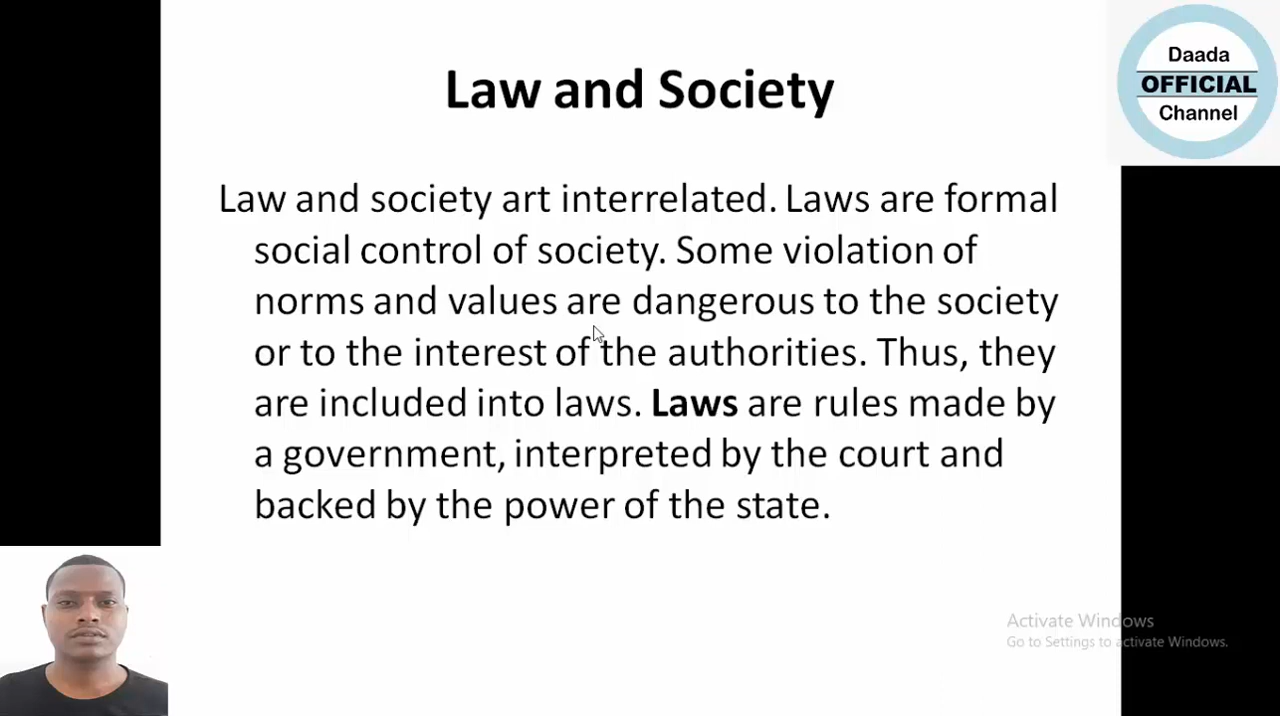 Law and Society
Daada
OFFICIAL
Channel
Law and society art interrelated. Laws are formal
social control of society. Some violation of
norms and values are dangerous to the society
or to the interest of the authorities. Thus, they
are included into laws. Laws are rules made by
a government, interpreted by the court and
backed by the power of the state.
Activate Windows
Go to Settings to activate Windows.